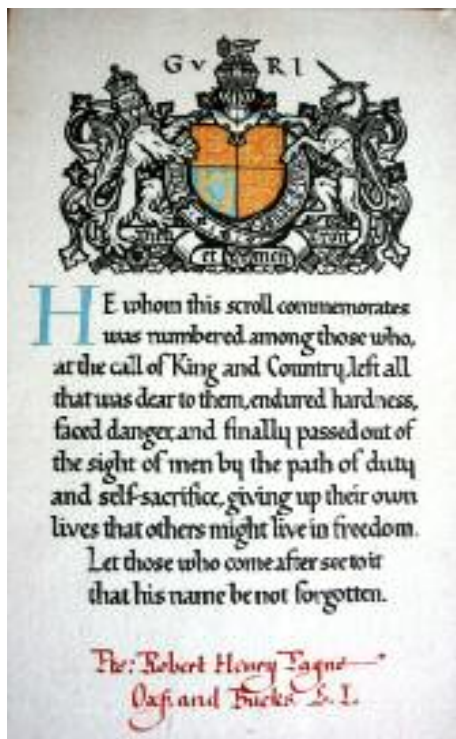 GVRI
HE whom this scroll commemorates
was numbered among those who,
at the call of King and Country, left all
that was dear to them, endured hardness,
faced danger, and finally passed out of
the sight of men by the path of duty
and self-sacrifice, giving up their own
lives that others might live in freedom.
Let those who come after see to it
that his name be not forgotten.
Pte: Robert Henry Payne
Oxf. and Bucks L.I.